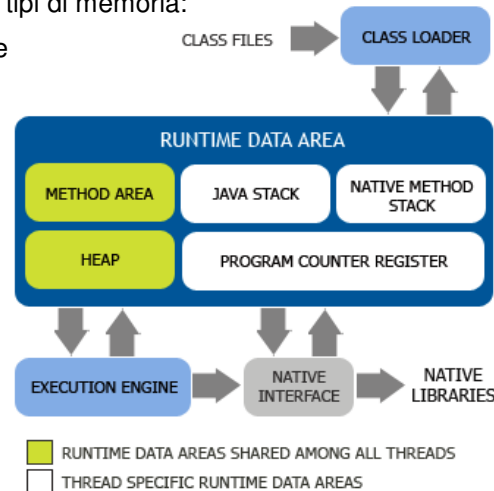 tipi di memoria:
e
CLASS FILES
CLASS LOADER
RUNTIME DATA AREA
METHOD AREA
JAVA STACK
NATIVE METHOD
STACK
HEAP
PROGRAM COUNTER REGISTER
EXECUTION ENGINE
NATIVE
INTERFACE
NATIVE
LIBRARIES
RUNTIME DATA AREAS SHARED AMONG ALL THREADS
THREAD SPECIFIC RUNTIME DATA AREAS